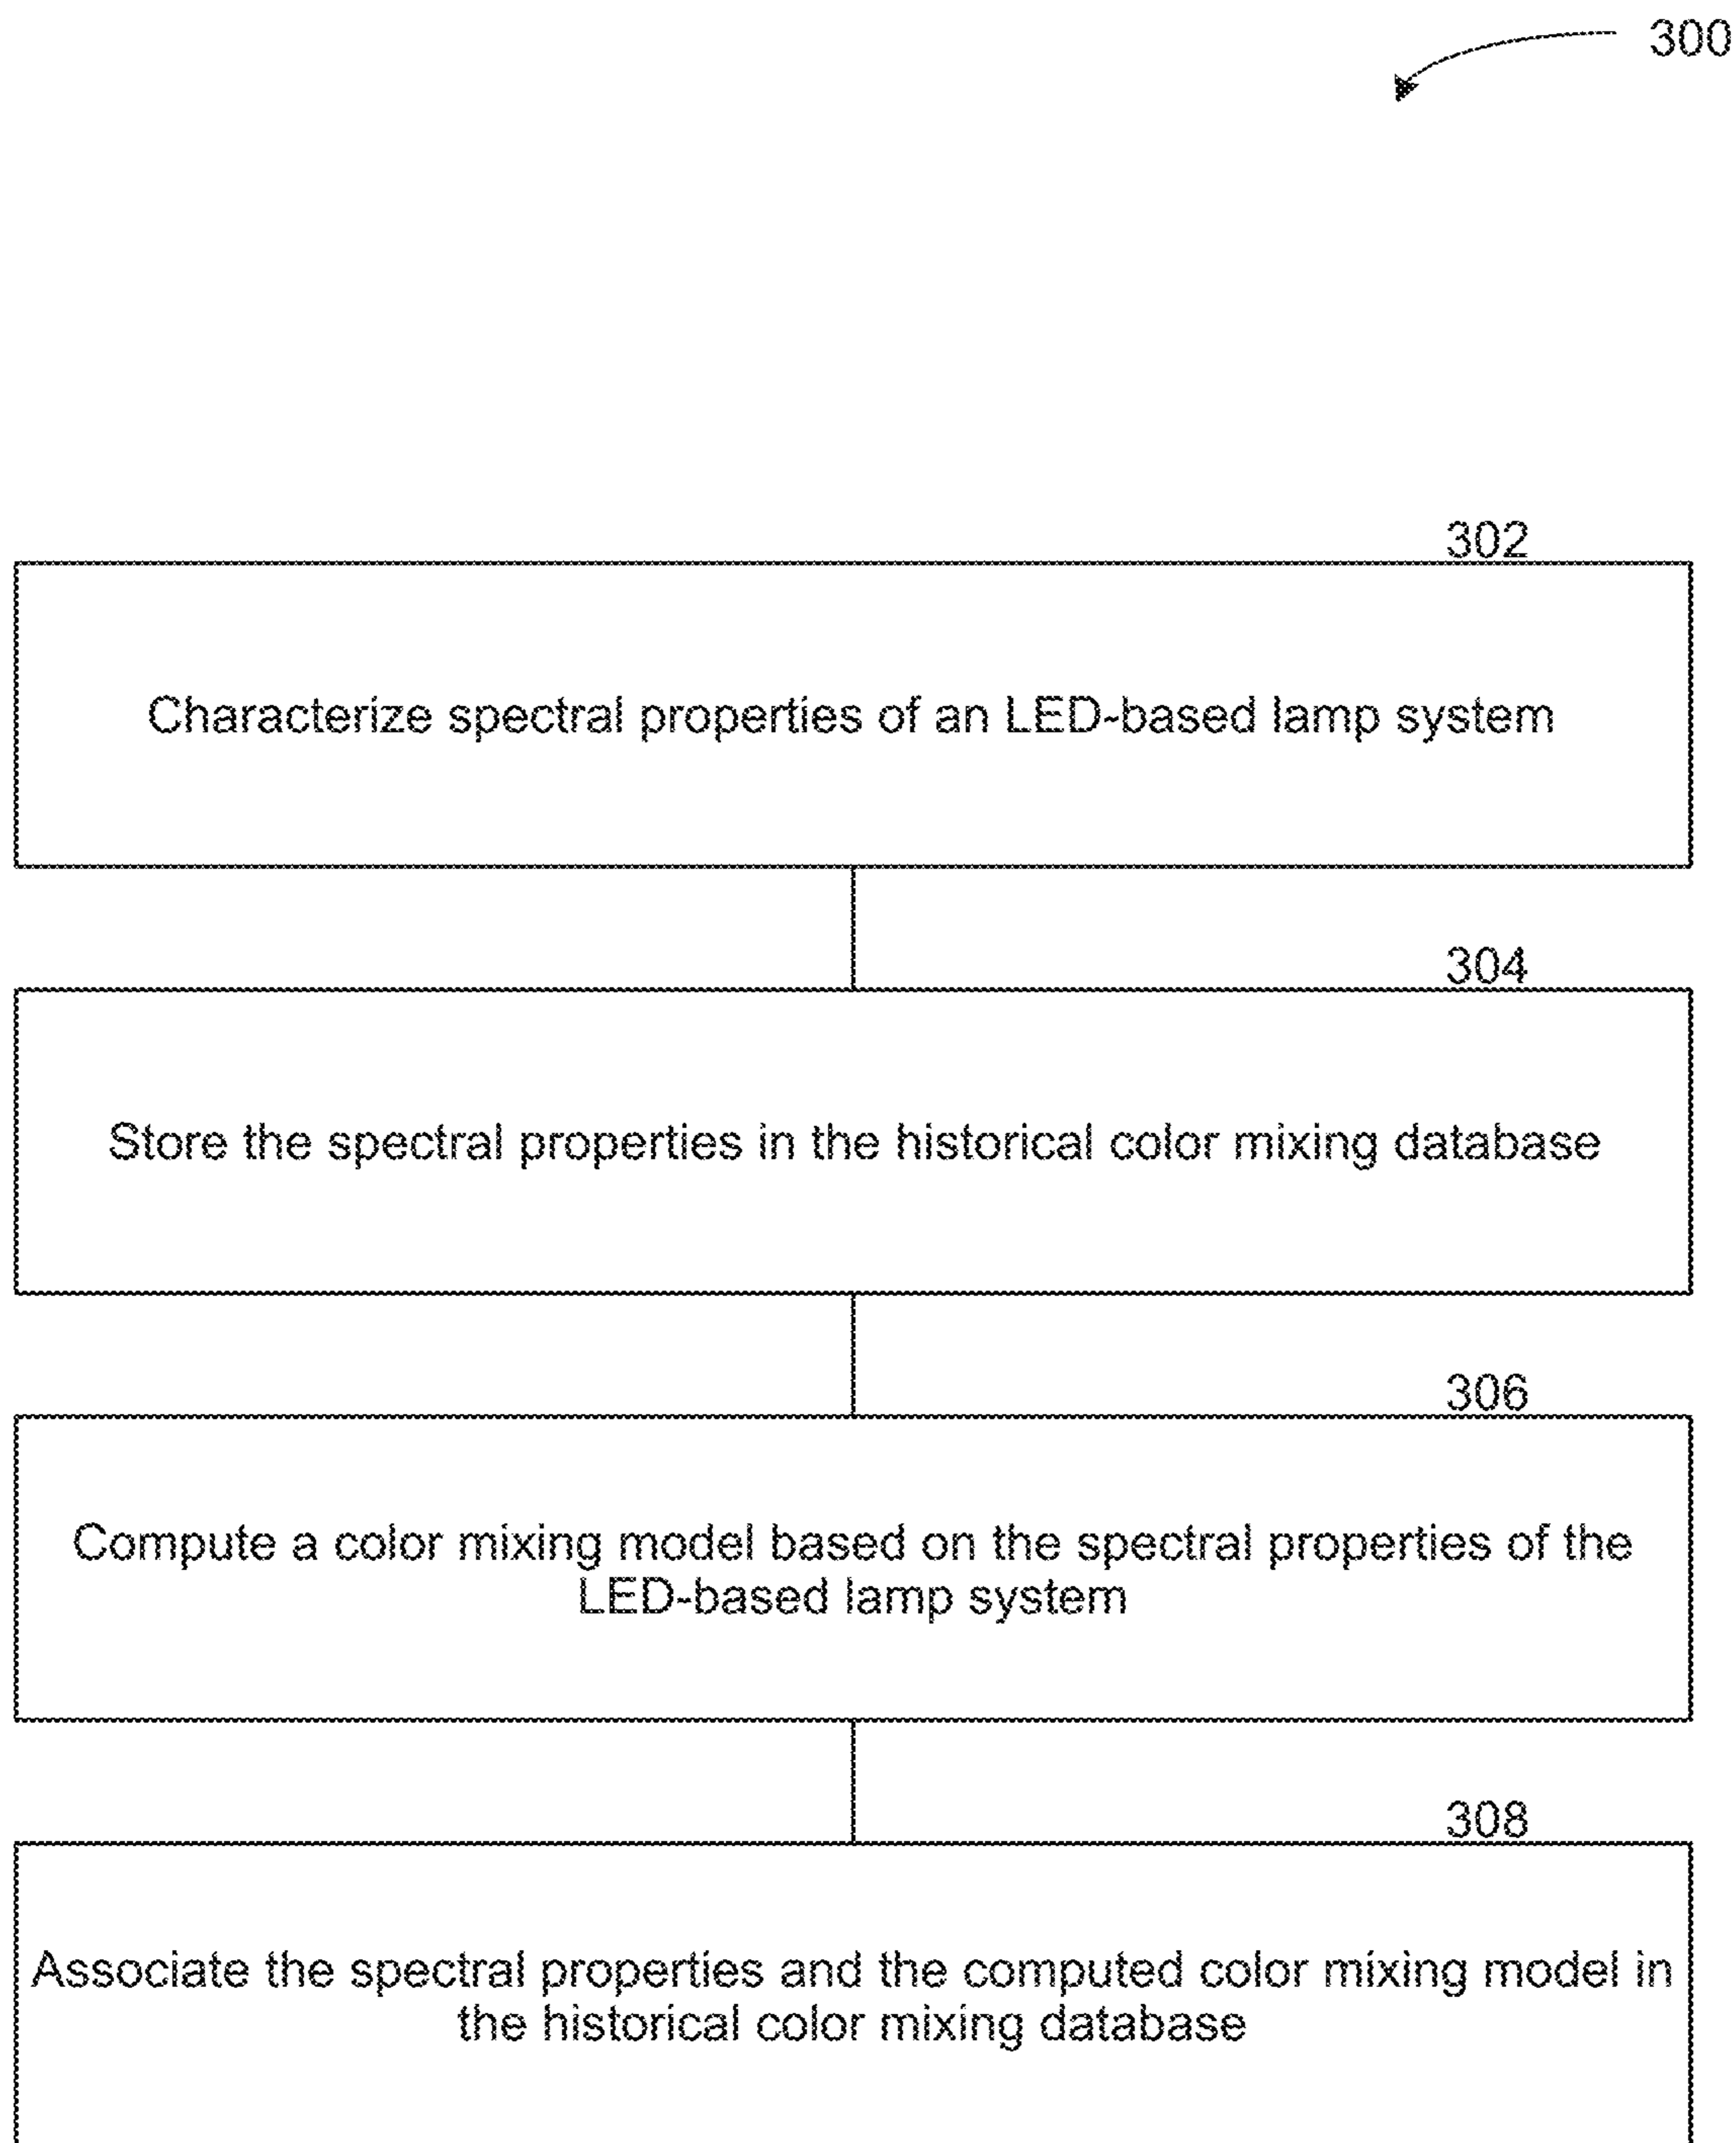 300
302
Characterize spectral properties of an LED-based lamp system
304
Store the spectral properties in the historical color mixing database
306
Compute a color mixing model based on the spectral properties of the
LED-based lamp system
308
Associate the spectral properties and the computed color mixing model in
the historical color mixing database